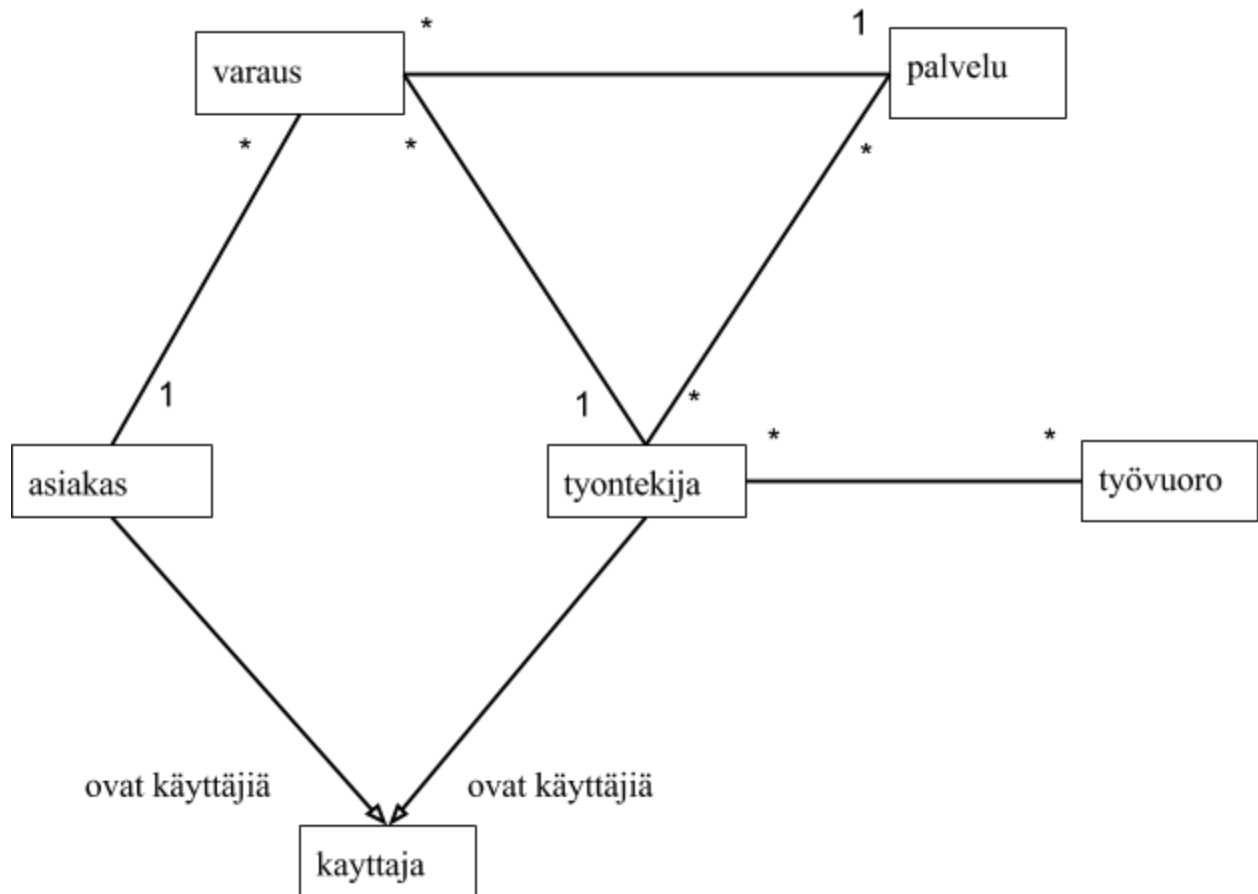 * 1
varaus palvelu
* * *
1 1 *
* *
asiakas tyontekija työvuoro
ovat käyttäjiä ovat käyttäjiä
kayttaja